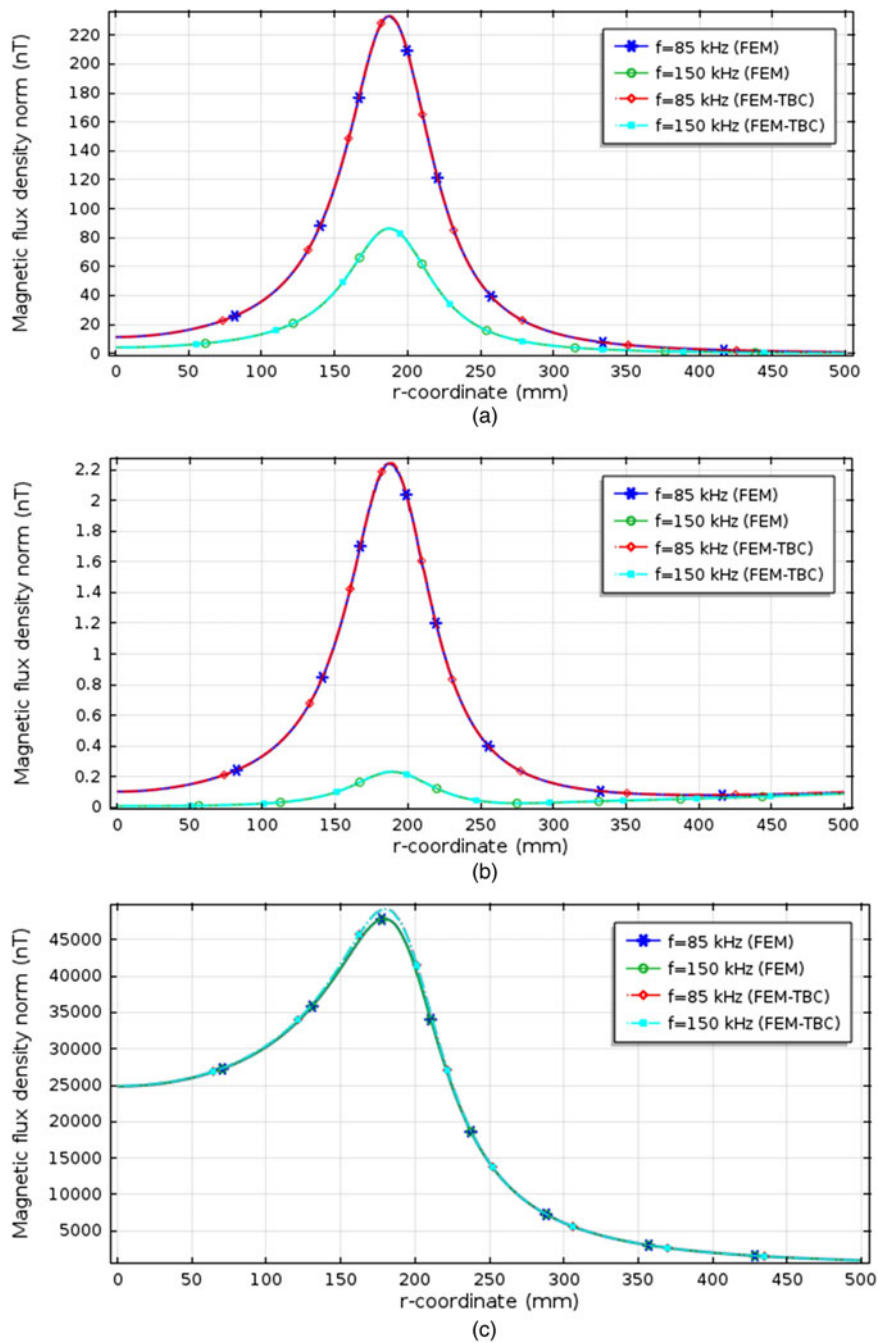 Magnetic flux density norm (nT)
220
200
180
160
140
120
100
80
60
40
20
0
f=85 kHz (FEM)
f=150 kHz (FEM)
f=85 kHz (FEM-TBC)
f=150 kHz (FEM-TBC)
0 50 100 150 200 250 300 350 400 450 500
r-coordinate (mm)
(a)
Magnetic flux density norm (nT)
2.2
2
1.8
1.6
1.4
1.2
1
0.8
0.6
0.4
0.2
0
f=85 kHz (FEM)
f=150 kHz (FEM)
f=85 kHz (FEM-TBC)
f=150 kHz (FEM-TBC)
0 50 100 150 200 250 300 350 400 450 500
r-coordinate (mm)
(b)
Magnetic flux density norm (nT)
45000
40000
35000
30000
25000
20000
15000
10000
5000
f=85 kHz (FEM)
f=150 kHz (FEM)
f=85 kHz (FEM-TBC)
f=150 kHz (FEM-TBC)
0 50 100 150 200 250 300 350 400 450 500
r-coordinate (mm)
(c)